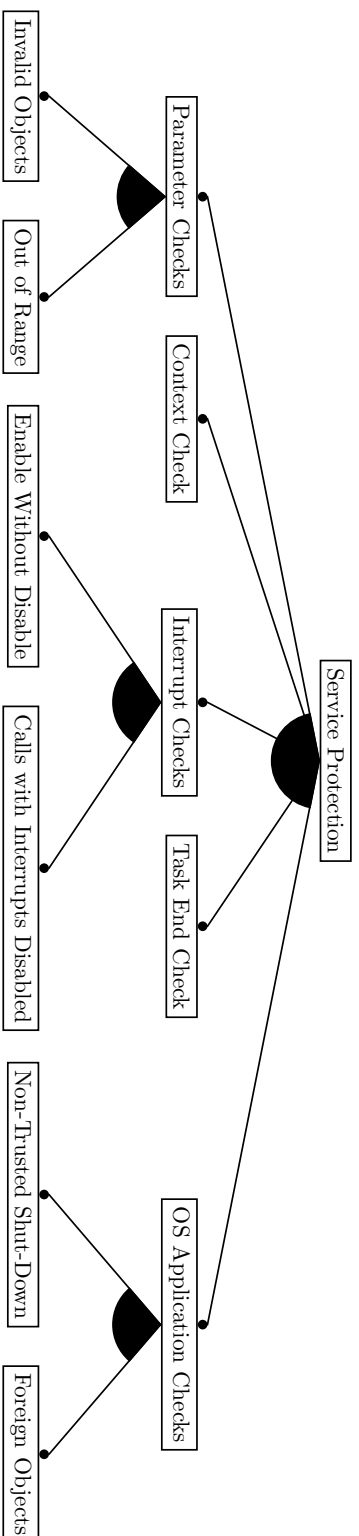 Service Protection
Parameter Checks
Context Check
Interrupt Checks
Task End Check
OS Application Checks
Invalid Objects
Out of Range
Enable Without Disable
Calls with Interrupts Disabled
Non-Trusted Shut-Down
Foreign Objects